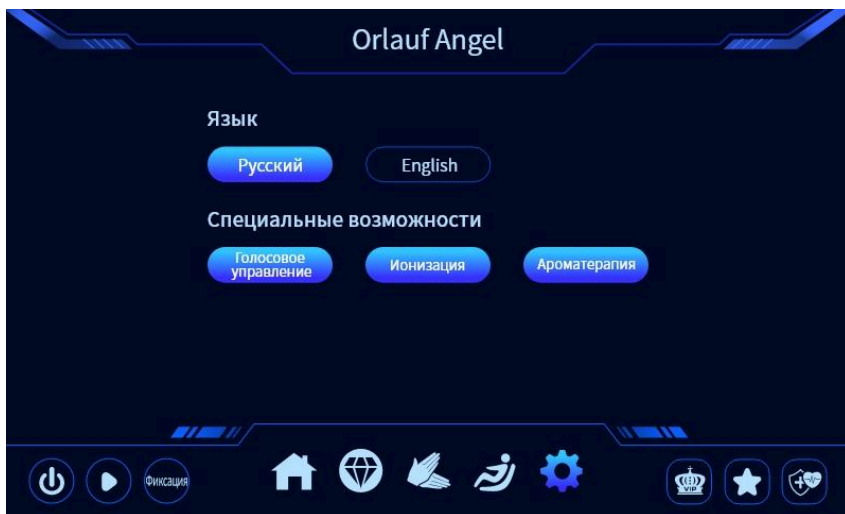 Orlauf Angel
Язык
Русский English
Специальные возможности
Голосовое
управление
Ионизация Ароматерапия
Фиксация
VIP